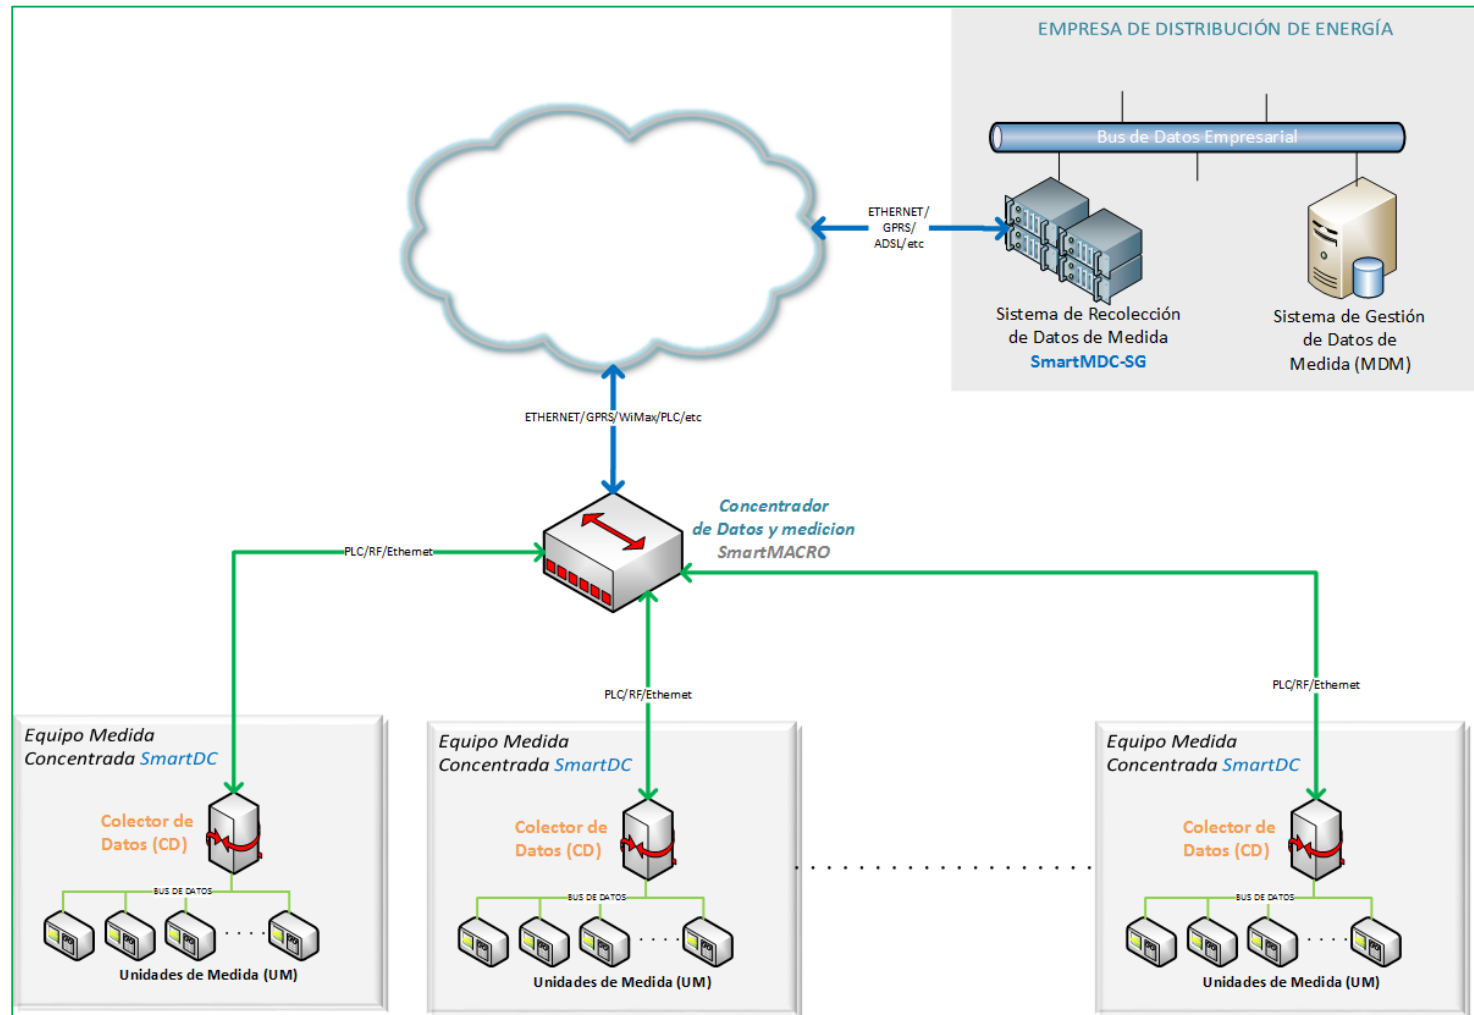 EMPRESA DE DISTRIBUCIÓN DE ENERGÍA
Bus de Datos Empresarial
ETHERNET/
GPRS/
ADSL/etc
Sistema de Recolección
de Datos de Medida
SmartMDC-SG
Sistema de Gestión
de Datos de
Medida (MDM)
ETHERNET/GPRS/WiMax/PLC/etc
Concentrador
de Datos y medicion
SmartMACRO
PLC/RF/Ethernet
PLC/RF/Ethernet
PLC/RF/Ethernet
Equipo Medida
Concentrada SmartDC
Colector de
Datos (CD)
BUS DE DATOS
Unidades de Medida (UM)
Equipo Medida
Concentrada SmartDC
Colector de
Datos (CD)
BUS DE DATOS
Unidades de Medida (UM)
Equipo Medida
Concentrada SmartDC
Colector de
Datos (CD)
BUS DE DATOS
Unidades de Medida (UM)